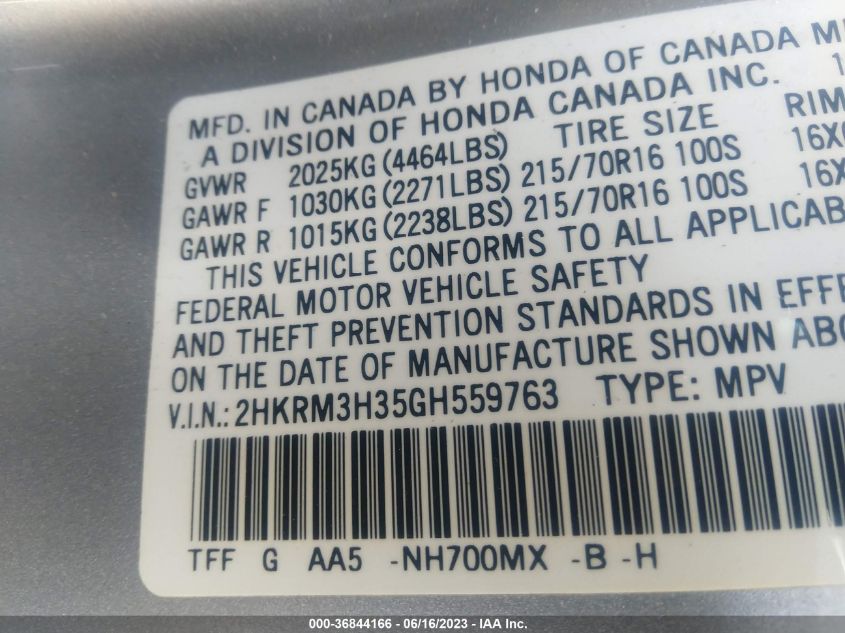 MFD. IN CANADA BY HONDA OF CANADA
A DIVISION OF HONDA CANADA INC.
TIRE SIZE RIM
GVWR 2025KG (4464LBS)
GAWR F 1030KG (2271LBS) 215/70R16 100S
GAWR R 1015KG (2238LBS) 215/70R16 100S
THIS VEHICLE CONFORMS TO ALL APPLICAB
FEDERAL MOTOR VEHICLE SAFETY
AND THEFT PREVENTION STANDARDS IN EFFE
ON THE DATE OF MANUFACTURE SHOWN ABO
V.I.N.: 2HKRM3H35GH559763 TYPE: MPV
TFF G AA5 -NH700MX -B -H
000-36844166 - 06/16/2023 - IAA Inc.